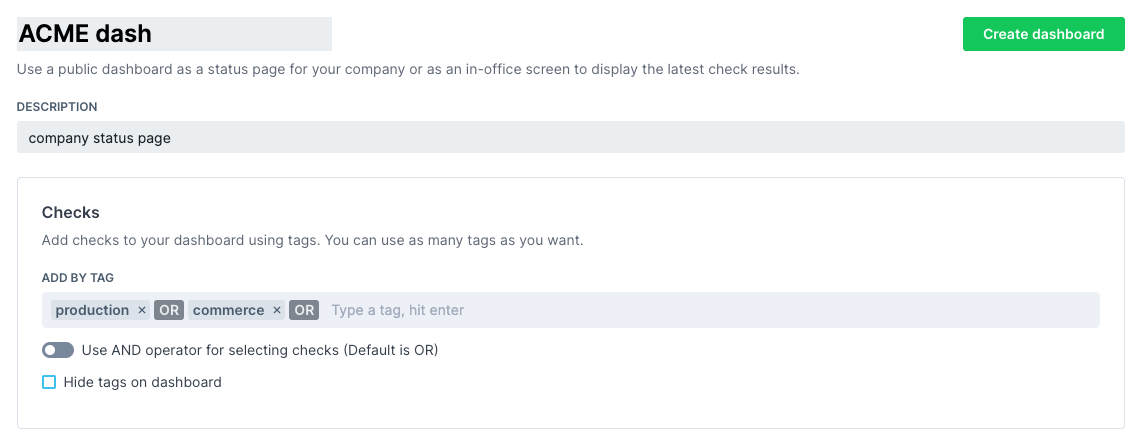 ACME dash
Create dashboard
Use a public dashboard as a status page for your company or as an in-office screen to display the latest check results.
DESCRIPTION
company status page
Checks
Add checks to your dashboard using tags. You can use as many tags as you want.
ADD BY TAG
production × OR commerce × OR Type a tag, hit enter
Use AND operator for selecting checks (Default is OR)
Hide tags on dashboard